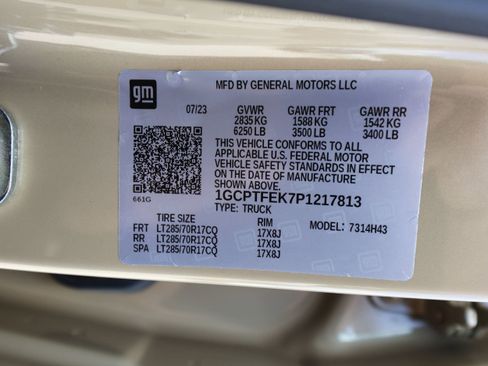 gm
MFD BY GENERAL MOTORS LLC
07/23 GVWR GAWR FRT GAWR RR
2835 KG 1588 KG 1542 KG
6250 LB 3500 LB 3400 LB
THIS VEHICLE CONFORMS TO ALL
APPLICABLE U.S. FEDERAL MOTOR
VEHICLE SAFETY STANDARDS IN EFFECT
ON THE DATE OF MANUFACTURE
SHOWN ABOVE.
661G 1GCPTFEK7P1217813
TYPE: TRUCK
TIRE SIZE RIM MODEL: 7314H43
FRT LT285/70R17CQ 17X8J
RR LT285/70R17CQ 17X8J
SPA LT285/70R17CQ 17X8J